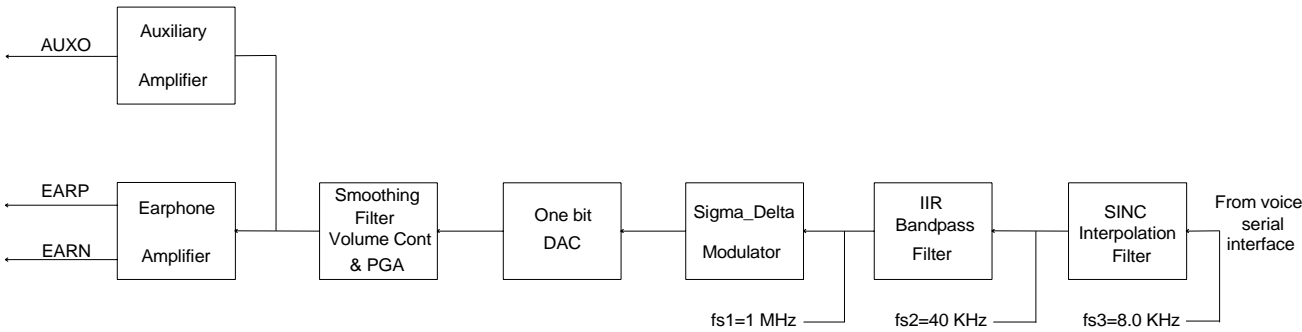 AUXO
Auxiliary
Amplifier
EARP
EARN
Earphone
Amplifier
Smoothing
Filter
Volume Cont
& PGA
One bit
DAC
Sigma_Delta
Modulator
IIR
Bandpass
Filter
SINC
Interpolation
Filter
From voice
serial
interface
fs1=1 MHz
fs2=40 KHz
fs3=8.0 KHz